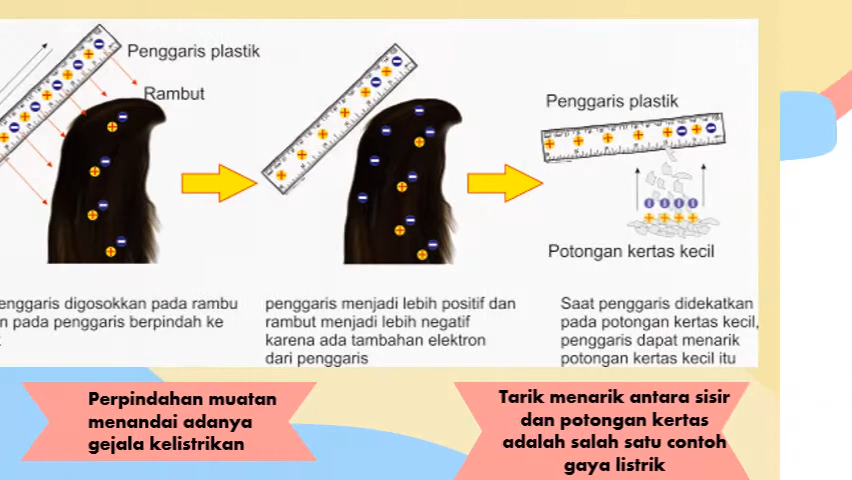 Penggaris plastik
Rambut
Penggaris plastik
Potongan kertas kecil
enggaris digosokkan pada rambu
n pada penggaris berpindah ke
penggaris menjadi lebih positif dan
rambut menjadi lebih negatif
karena ada tambahan elektron
dari penggaris
Saat penggaris didekatkan
pada potongan kertas kecil,
penggaris dapat menarik
potongan kertas kecil itu
Perpindahan muatan
menandai adanya
gejala kelistrikan
Tarik menarik antara sisir
dan potongan kertas
adalah salah satu contoh
gaya listrik